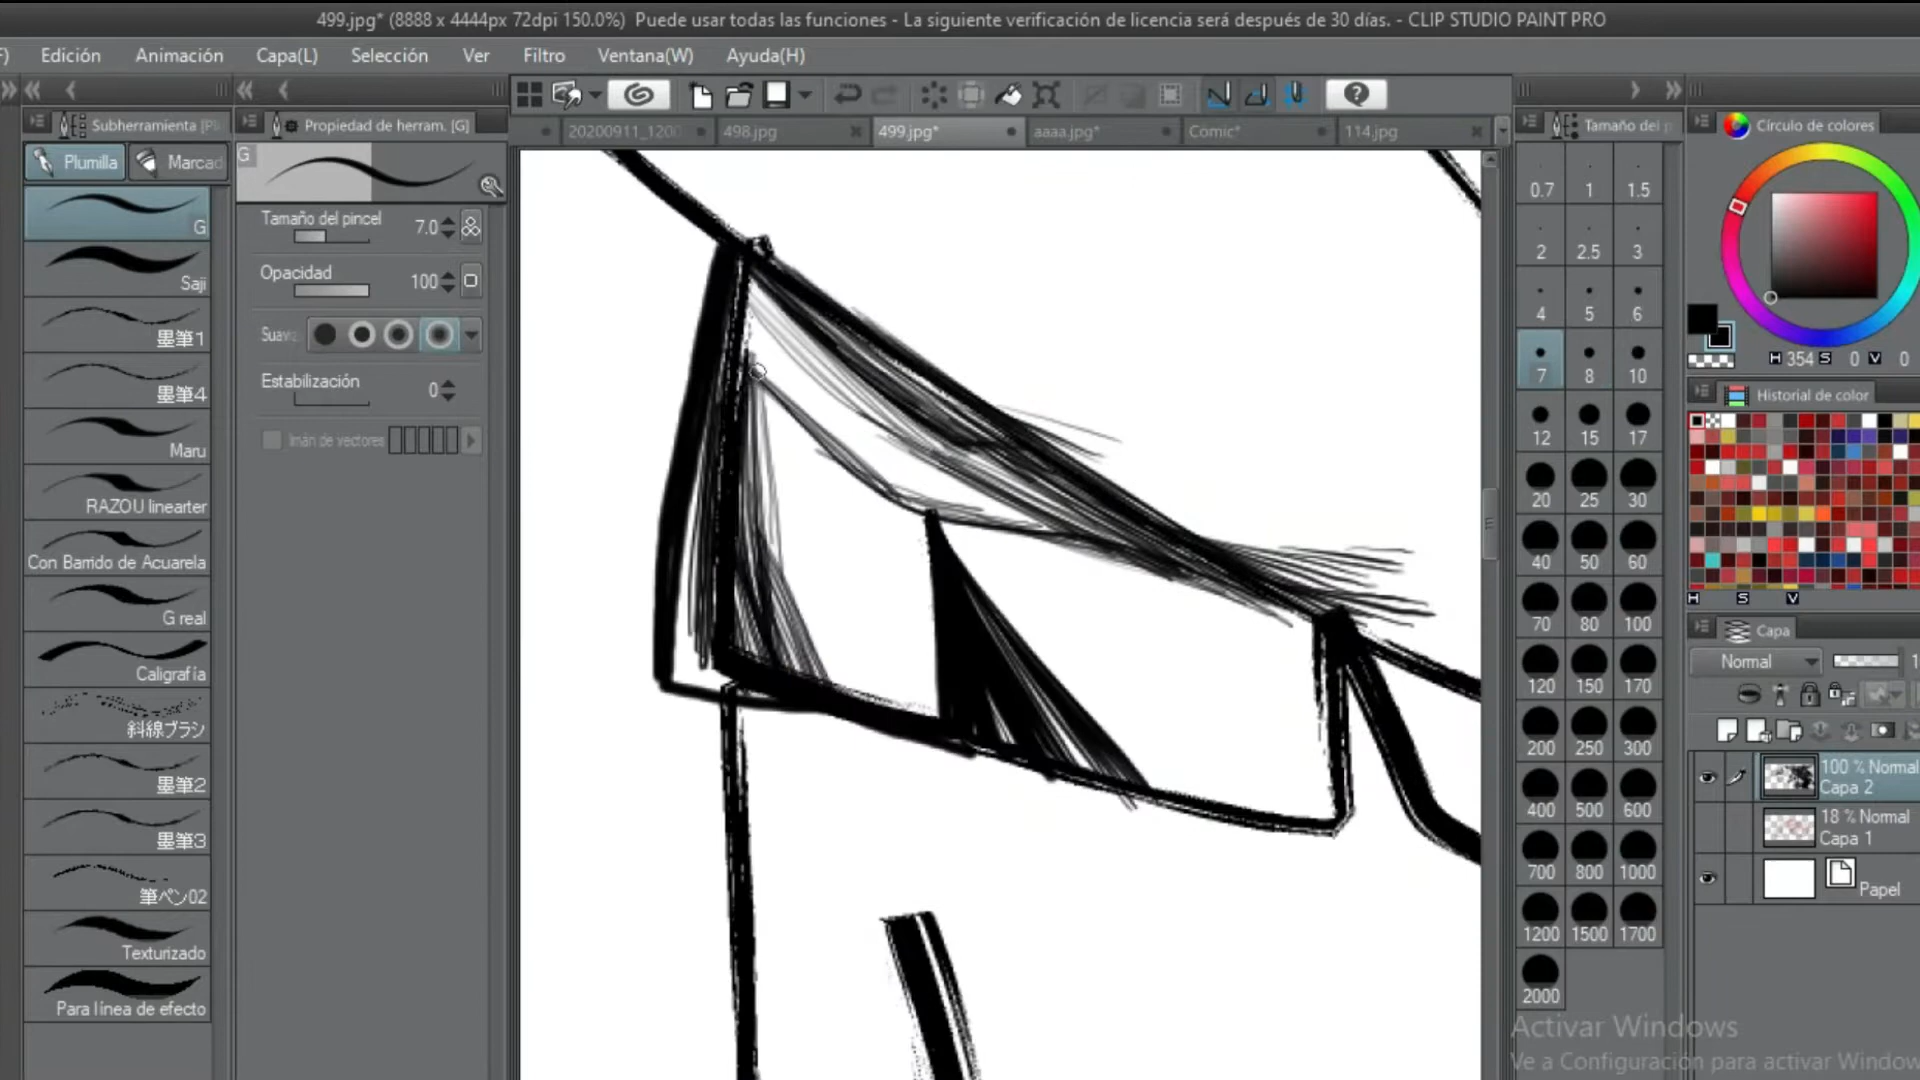 499.jpg* (8888 x 4444px 72dpi 150.0%) Puede usar todas las funciones - La siguiente verificación de licencia será después de 30 días. - CLIP STUDIO PAINT PRO
Edición Animación Capa(L) Selección Ver Filtro Ventana(W) Ayuda(H)
Subherramienta
Propiedad de herram. [G]
498.jpg 499.jpg* aaaa.jpg* Comic* 114.jpg
Tamaño del p
Círculo de colores
Plumilla
Marcad
G
G
Saji
墨筆1
墨筆4
Maru
RAZOU linearter
Con Barrido de Acuarela
G real
Caligrafía
斜線ブラシ
墨筆2
墨筆3
筆ペン02
Texturizado
Para línea de efecto
Tamaño del pincel 7.0
Opacidad 100
Estabilización 0
Imán de vectores
0.7 1 1.5
2 2.5 3
4 5 6
7 8 10
12 15 17
20 25 30
40 50 60
70 80 100
120 150 170
200 250 300
400 500 600
700 800 1000
1200 1500 1700
2000
H 354 S 0 V 0
Historial de color
H S V
Capa
Normal
100 % Normal
Capa 2
18 % Normal
Capa 1
Papel
Activar Windows
Ve a Configuración para activar Window